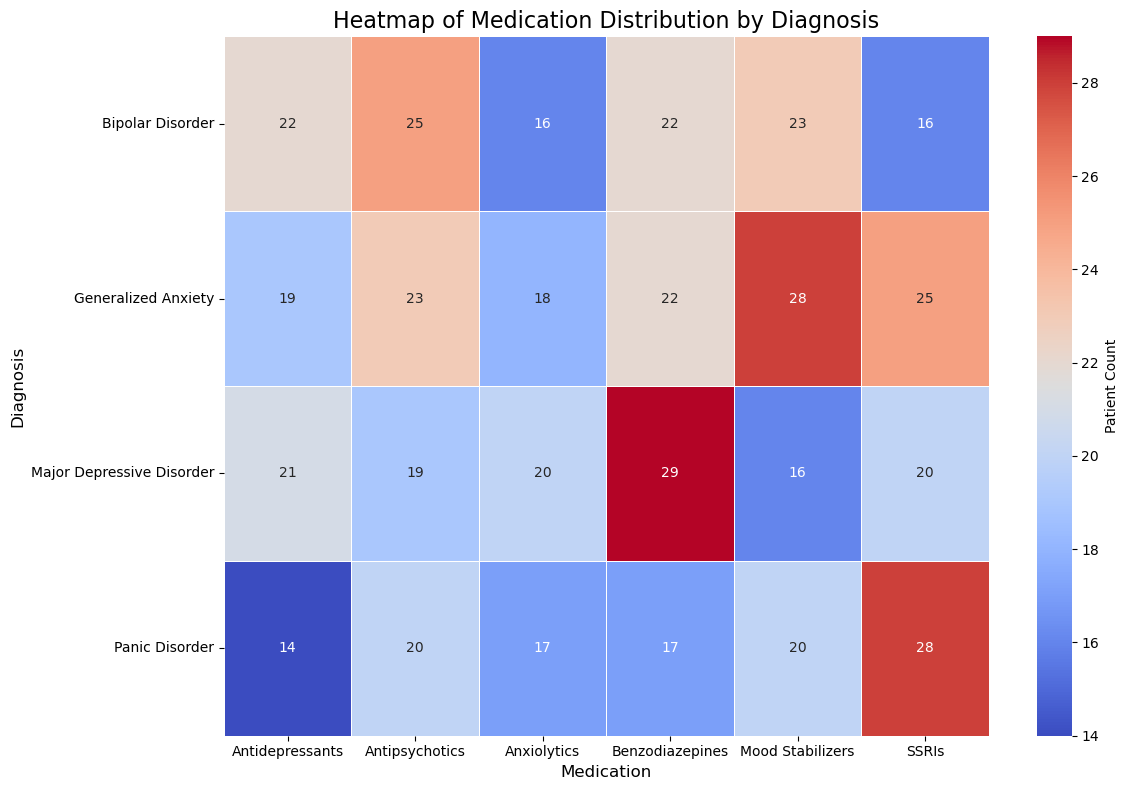 Heatmap of Medication Distribution by Diagnosis
Bipolar Disorder 22 25 16 22 23 16
Generalized Anxiety 19 23 18 22 28 25
Major Depressive Disorder 21 19 20 29 16 20
Panic Disorder 14 20 17 17 20 28
Antidepressants Antipsychotics Anxiolytics Benzodiazepines Mood Stabilizers SSRIs
Medication
Diagnosis
28
26
24
22
20
18
16
14
Patient Count